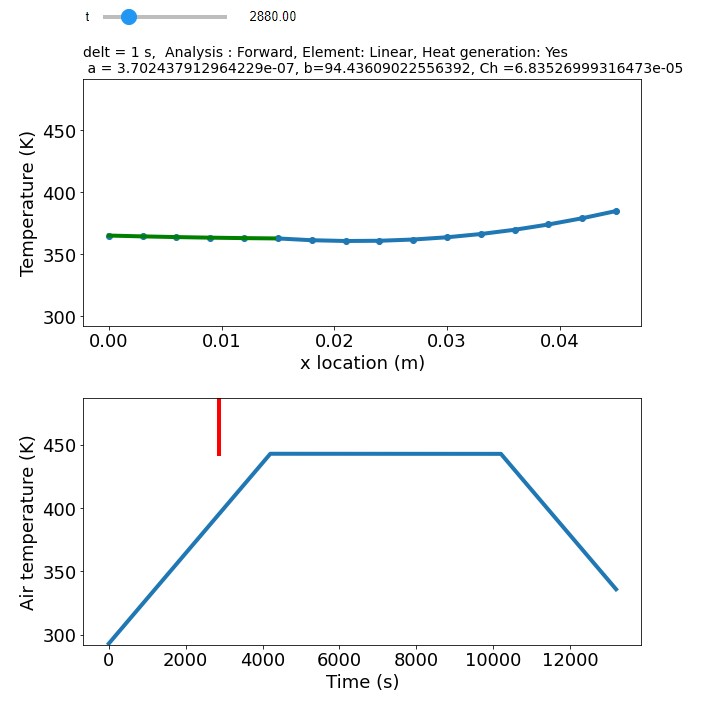 t 2880.00
delt = 1 s, Analysis : Forward, Element: Linear, Heat generation: Yes
a = 3.702437912964229e-07, b=94.43609022556392, Ch =6.83526999316473e-05
Temperature (K)
450
400
350
300
0.00 0.01 0.02 0.03 0.04
x location (m)
Air temperature (K)
450
400
350
300
0 2000 4000 6000 8000 10000 12000
Time (s)